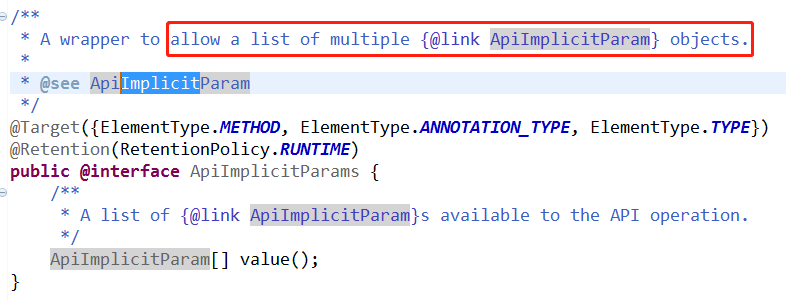 /**
 * A wrapper to allow a list of multiple {@link ApiImplicitParam} objects.
 *
 * @see ApiImplicitParam
 */
@Target({ElementType.METHOD, ElementType.ANNOTATION_TYPE, ElementType.TYPE})
@Retention(RetentionPolicy.RUNTIME)
public @interface ApiImplicitParams {
    /**
     * A list of {@link ApiImplicitParam}s available to the API operation.
     */
    ApiImplicitParam[] value();
}